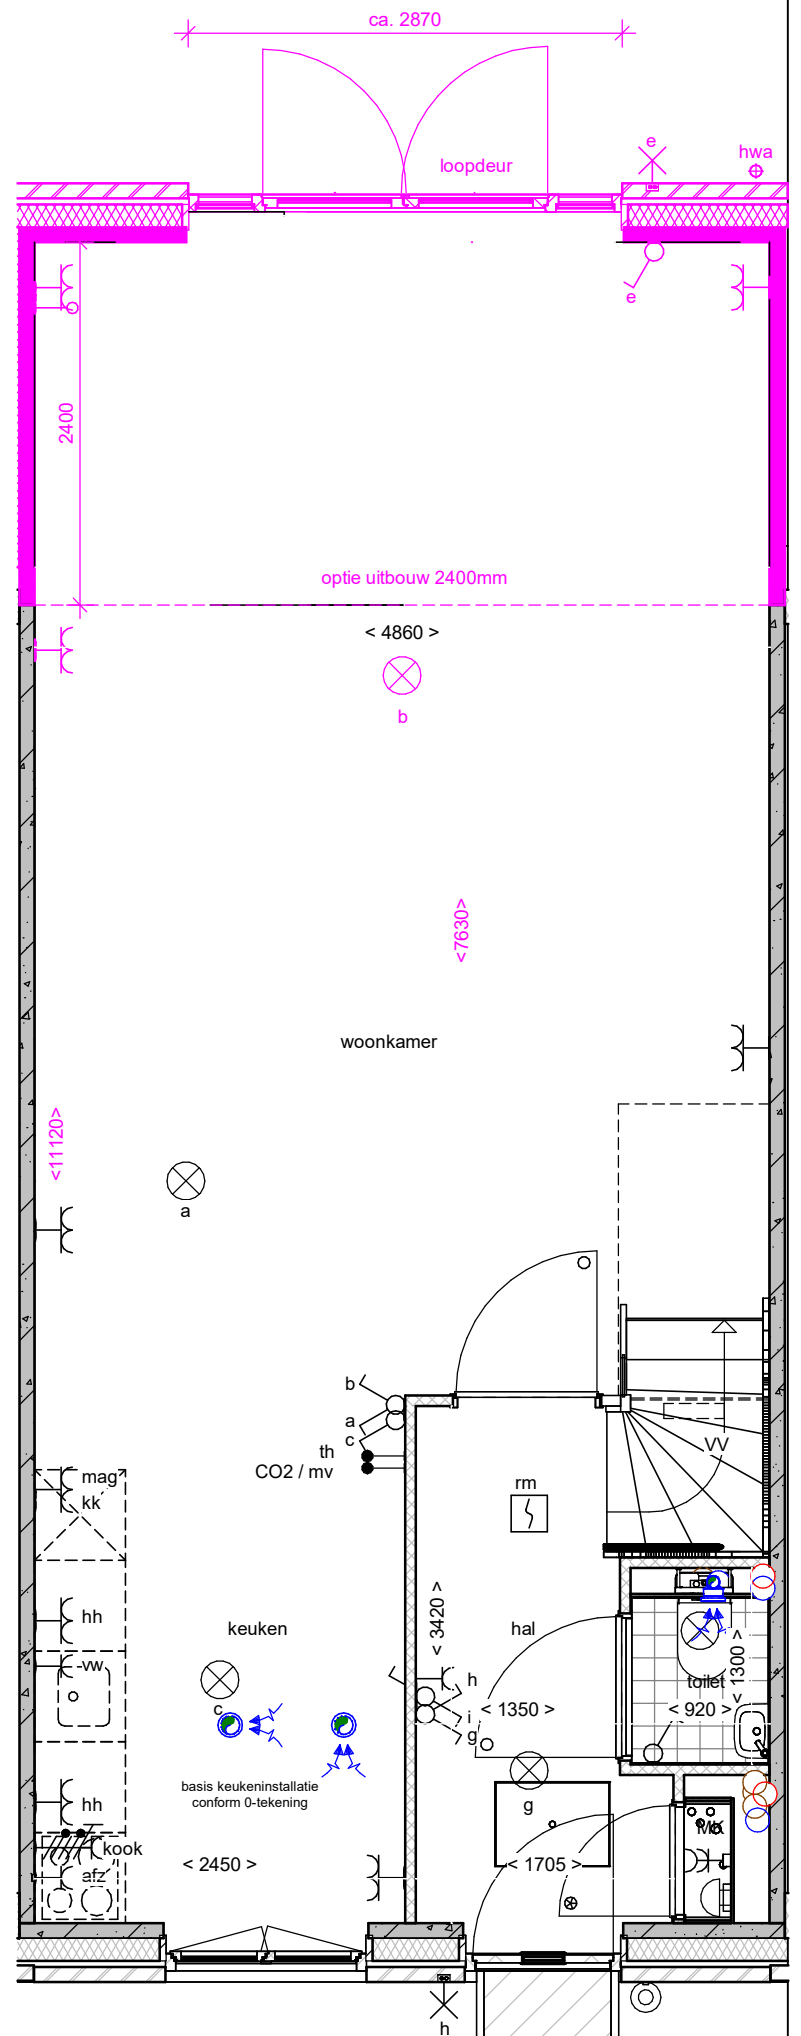 ca. 2870
e
hwa
loopdeur
e
2400
optie uitbouw 2400mm
< 4860 >
b
<7630>
woonkamer
<11120>
a
b
a
c
th
CO2 / mv
VV
mag
kk
rm
hh
keuken
< 3420 >
hal
vw
toilet
< 1300 >
h
c
i
< 1350 >
< 920 >
g
basis keukeninstallatie
conform 0-tekening
hh
g
MK
kook
afz
< 2450 >
< 1705 >
h